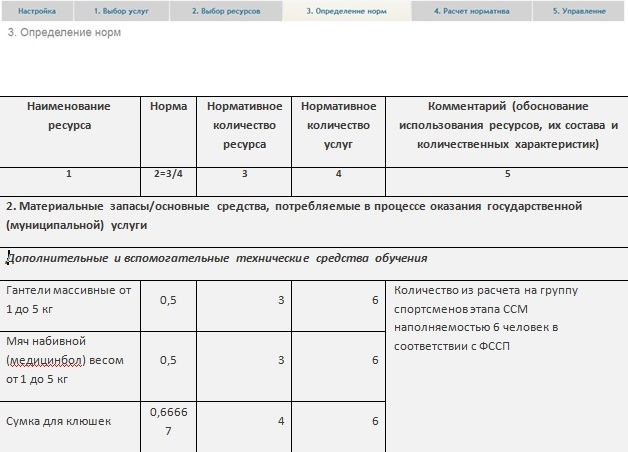 Настройка 1. Выбор услуг 2. Выбор ресурсов 3. Определение норм 4. Расчет норматива 5. Управление
3. Определение норм
Наименование ресурса
Норма
Нормативное количество ресурса
Нормативное количество услуг
Комментарий (обоснование использования ресурсов, их состава и количественных характеристик)
1 2=3/4 3 4 5
2. Материальные запасы/основные средства, потребляемые в процессе оказания государственной
(муниципальной) услуги
Дополнительные и вспомогательные технические средства обучения
Гантели массивные от
1 до 5 кг
0,5 3 6
Количество из расчета на группу
спортсменов этапа ССМ
наполняемостью 6 человек в
соответствии с ФССП
Мяч набивной
(медицинбол) весом
от 1 до 5 кг
0,5 3 6
Сумка для клюшек
0,6666
7
4 6